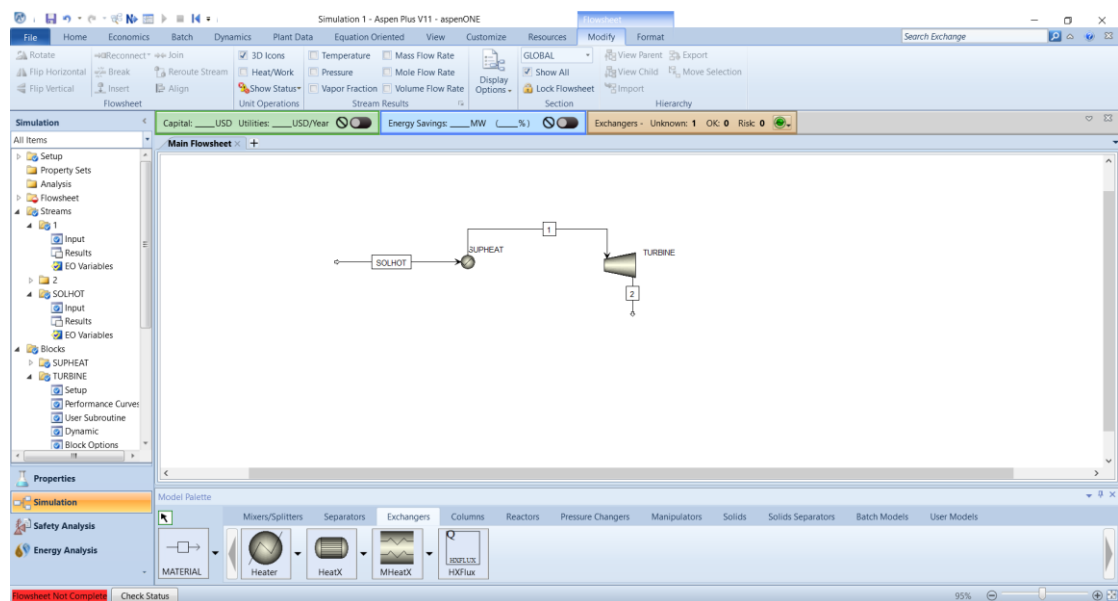 Simulation 1 - Aspen Plus V11 - aspenONE
Flowsheet
File Home Economics Batch Dynamics Plant Data Equation Oriented View Customize Resources Modify Format Search Exchange
Rotate Reconnect Join 3D Icons Temperature Mass Flow Rate GLOBAL View Parent Export
Flip Horizontal Break Reroute Stream Heat/Work Pressure Mole Flow Rate Display Options Show All View Child Move Selection
Flip Vertical Insert Align Show Status Vapor Fraction Volume Flow Rate Lock Flowsheet Import
Flowsheet Unit Operations Stream Results Section Hierarchy
Simulation
Capital: ____USD Utilities: ____USD/Year Energy Savings: ____MW (____%) Exchangers - Unknown: 1 OK: 0 Risk: 0
All Items
Main Flowsheet
Setup
Property Sets
Analysis
Flowsheet
Streams
1
Input
Results
EO Variables
2
SOLHOT
Input
Results
EO Variables
Blocks
SUPHEAT
TURBINE
Setup
Performance Curves
User Subroutine
Dynamic
Block Options
1
SUPHEAT
TURBINE
SOLHOT
2
Properties
Simulation
Safety Analysis
Energy Analysis
Model Palette
Mixers/Splitters Separators Exchangers Columns Reactors Pressure Changers Manipulators Solids Solids Separators Batch Models User Models
Q
HXFLUX
MATERIAL Heater HeatX MHeatX HXFlux
Flowsheet Not Complete Check Status 95%